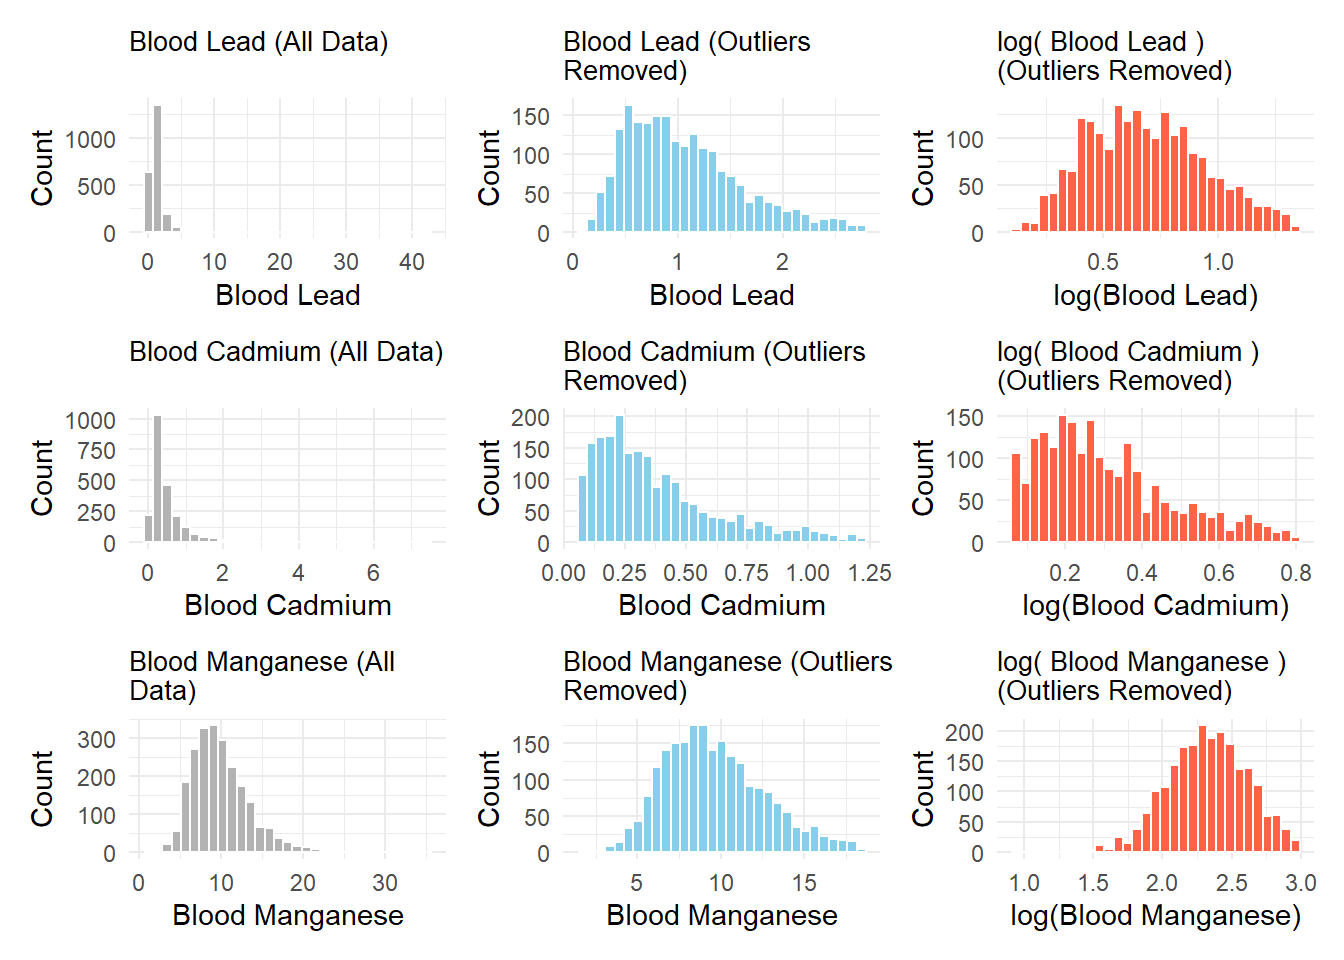 Blood Lead (All Data)
Count
1000
500
0
0 10 20 30 40
Blood Lead
Blood Lead (Outliers
Removed)
Count
150
100
50
0
0 1 2
Blood Lead
log( Blood Lead )
(Outliers Removed)
Count
100
50
0
0.5 1.0
log(Blood Lead)
Blood Cadmium (All Data)
Count
1000
750
500
250
0
0 2 4 6
Blood Cadmium
Blood Cadmium (Outliers
Removed)
Count
200
150
100
50
0
0.00 0.25 0.50 0.75 1.00 1.25
Blood Cadmium
log( Blood Cadmium )
(Outliers Removed)
Count
150
100
50
0
0.2 0.4 0.6 0.8
log(Blood Cadmium)
Blood Manganese (All
Data)
Count
300
200
100
0
0 10 20 30
Blood Manganese
Blood Manganese (Outliers
Removed)
Count
150
100
50
0
5 10 15
Blood Manganese
log( Blood Manganese )
(Outliers Removed)
Count
200
150
100
50
0
1.0 1.5 2.0 2.5 3.0
log(Blood Manganese)